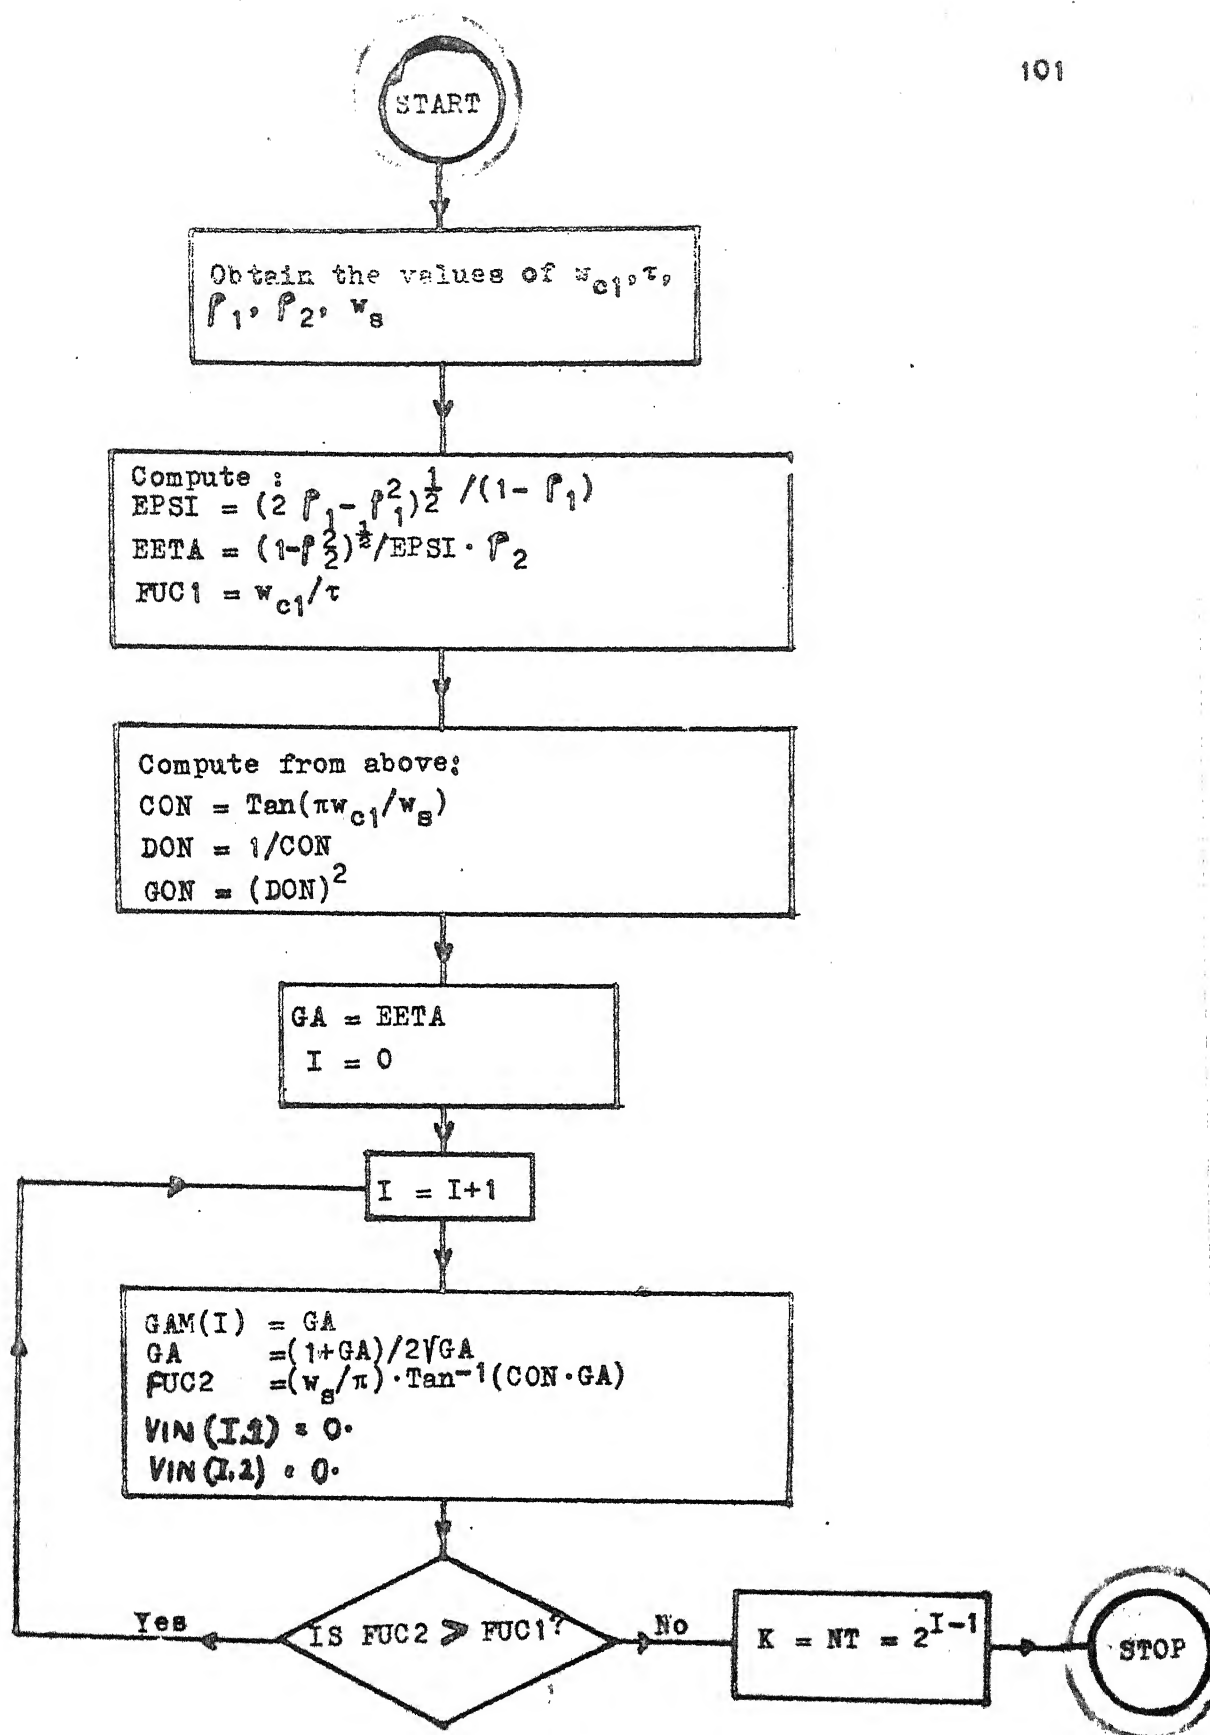 101
START
Obtain the values of w_c1, τ,
ρ_1, ρ_2, w_s
Compute :
EPSI = (2 ρ_1-ρ_1^2)^1/2 /(1- ρ_1)
EETA = (1-ρ_2^2)^1/2/EPSI · ρ_2
FUC1 = w_c1/τ
Compute from above:
CON = Tan(πw_c1/w_s)
DON = 1/CON
GON = (DON)^2
GA = EETA
I = 0
I = I+1
GAM(I) = GA
GA =(1+GA)/2√GA
FUC2 =(w_s/π)·Tan^-1(CON·GA)
VIN(I.1) = 0.
VIN(I.2) = 0.
Yes
IS FUC2 ⩾ FUC1?
No
K = NT = 2^I-1
STOP